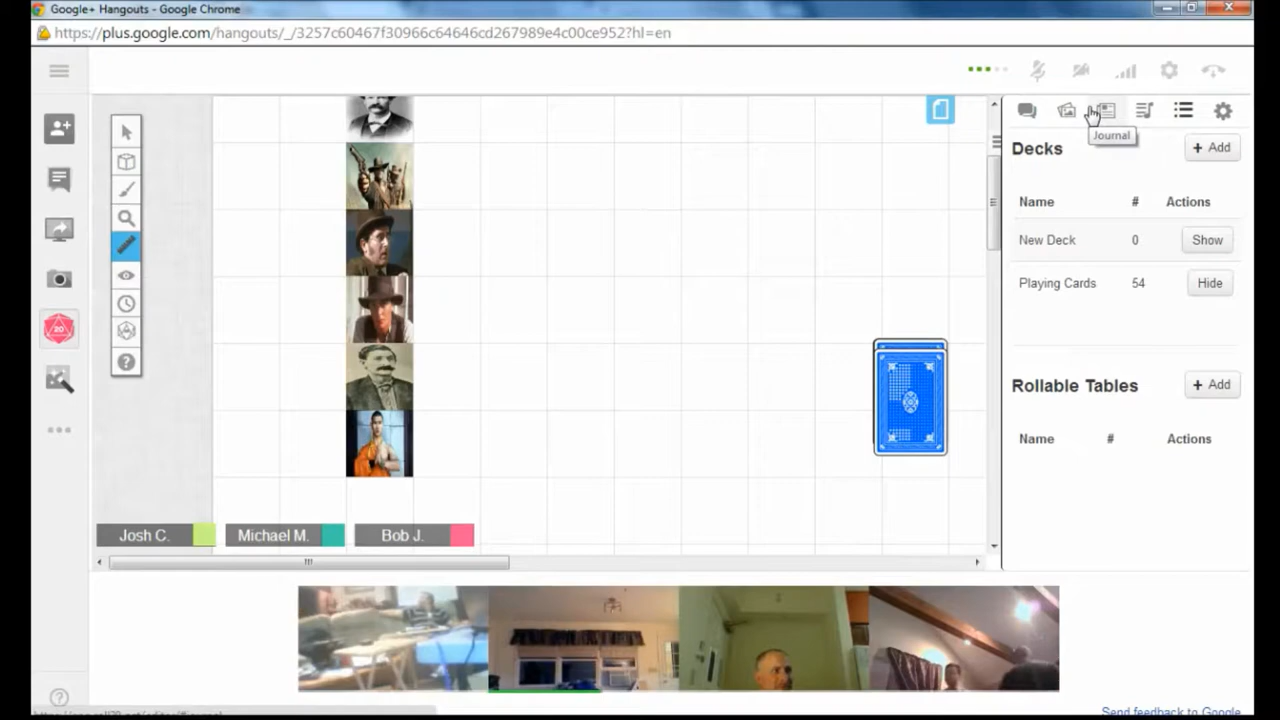 Google+ Hangouts - Google Chrome
https://plus.google.com/hangouts/_/3257c60467f30966c64646cd267989e4c00ce952?hl=en
Journal
Decks
+ Add
Name # Actions
New Deck 0 Show
Playing Cards 54 Hide
20
Rollable Tables
+ Add
Name # Actions
Josh C. Michael M. Bob J.
Send feedback to Google